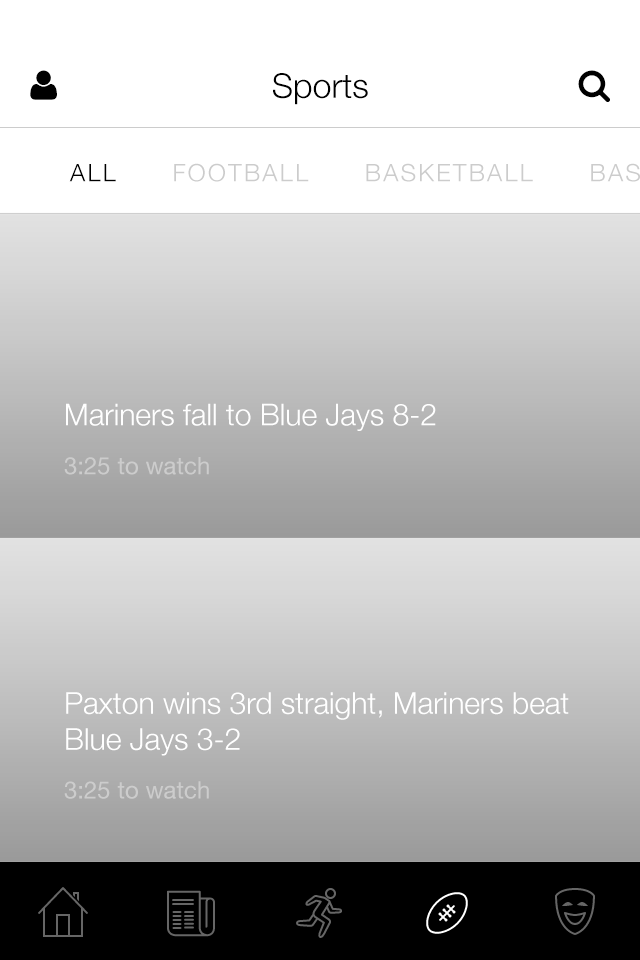 Sports
ALL FOOTBALL BASKETBALL BAS
Mariners fall to Blue Jays 8-2
3:25 to watch
Paxton wins 3rd straight, Mariners beat
Blue Jays 3-2
3:25 to watch